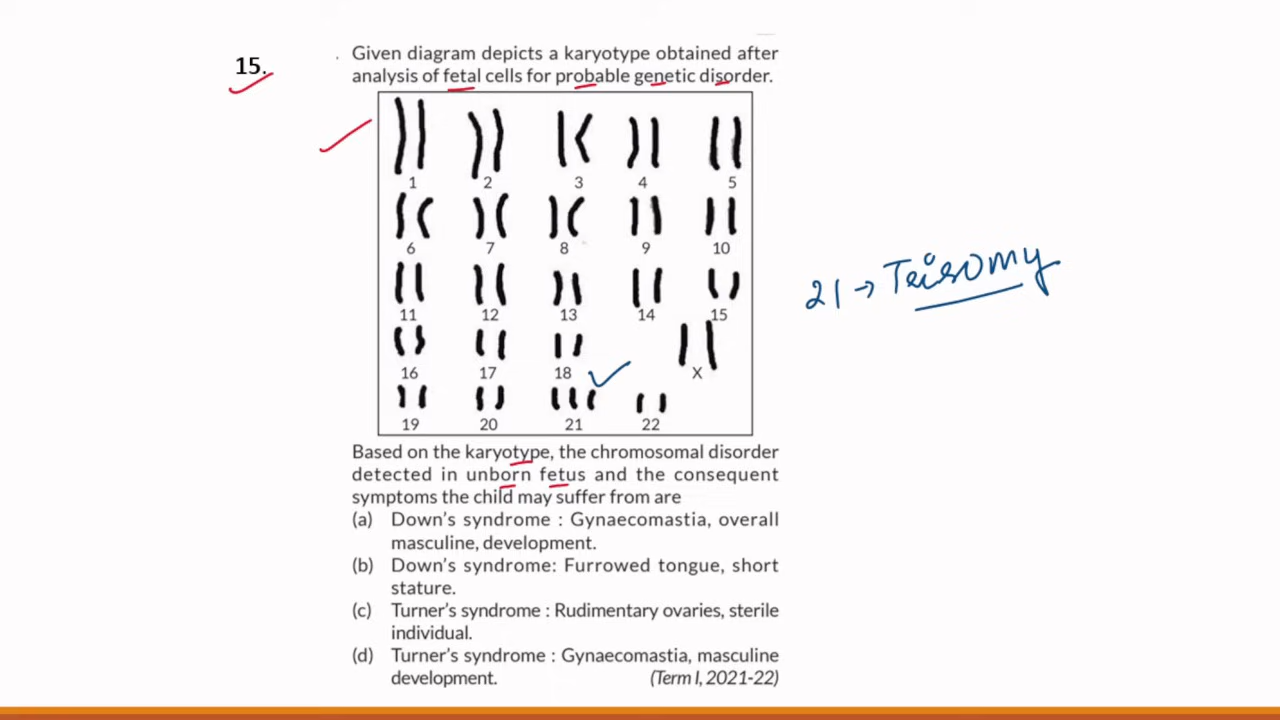 15.
Given diagram depicts a karyotype obtained after
analysis of fetal cells for probable genetic disorder.
1 2 3 4 5
6 7 8 9 10
11 12 13 14 15
16 17 18 X
19 20 21 22
21 → Trisomy
Based on the karyotype, the chromosomal disorder
detected in unborn fetus and the consequent
symptoms the child may suffer from are
(a) Down's syndrome : Gynaecomastia, overall
masculine, development.
(b) Down's syndrome: Furrowed tongue, short
stature.
(c) Turner's syndrome : Rudimentary ovaries, sterile
individual.
(d) Turner's syndrome : Gynaecomastia, masculine
development. (Term I, 2021-22)